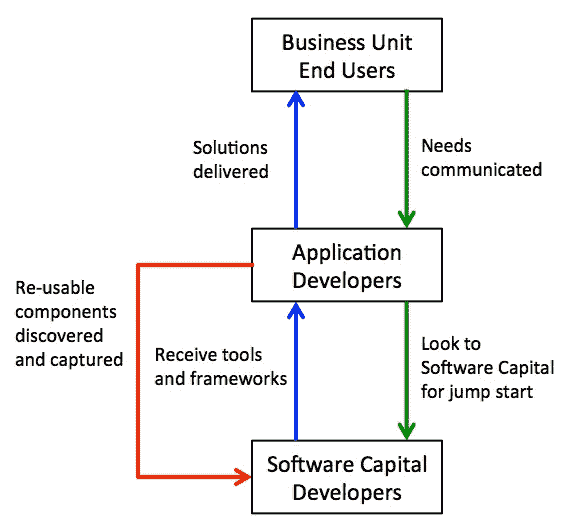 Business Unit
End Users
Solutions
delivered
Needs
communicated
Application
Developers
Re-usable
components
discovered
and captured
Receive tools
and frameworks
Look to
Software Capital
for jump start
Software Capital
Developers